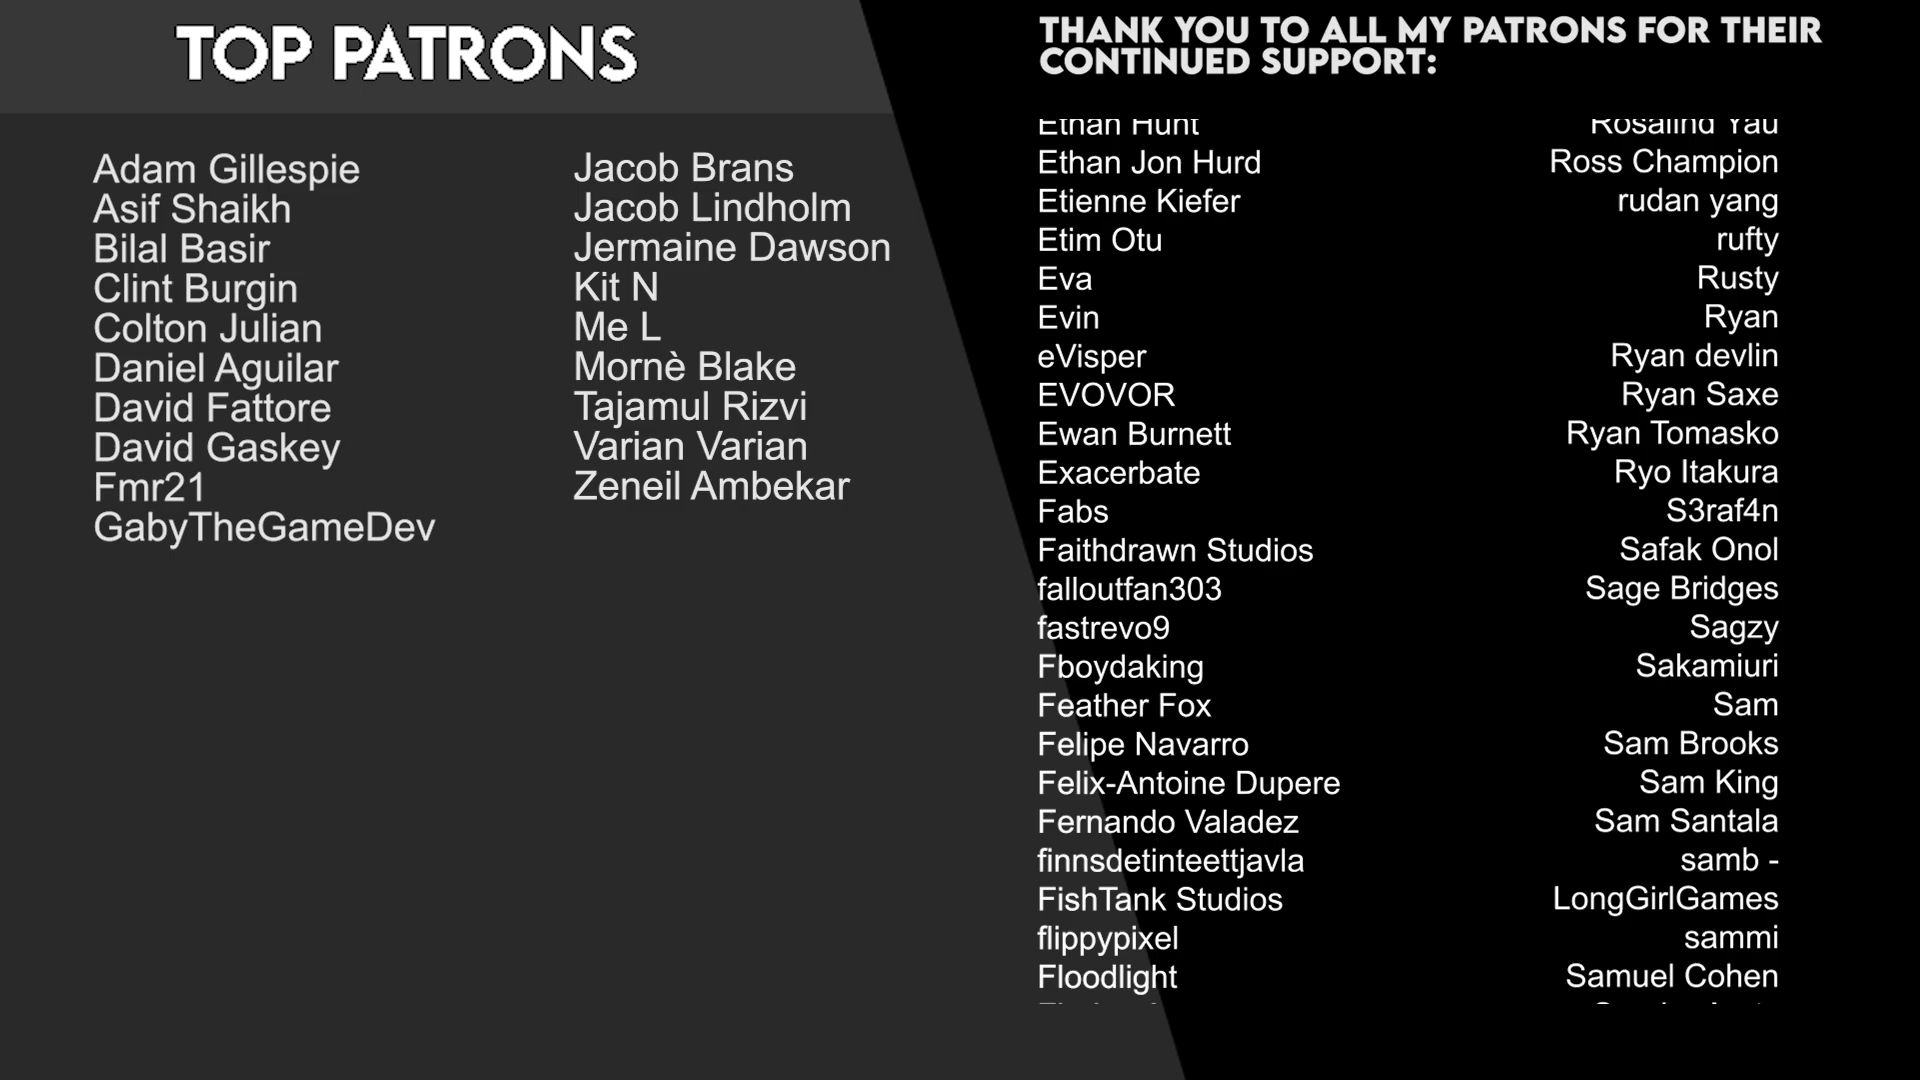 TOP PATRONS
Adam Gillespie
Asif Shaikh
Bilal Basir
Clint Burgin
Colton Julian
Daniel Aguilar
David Fattore
David Gaskey
Fmr21
GabyTheGameDev
Jacob Brans
Jacob Lindholm
Jermaine Dawson
Kit N
Me L
Mornè Blake
Tajamul Rizvi
Varian Varian
Zeneil Ambekar
THANK YOU TO ALL MY PATRONS FOR THEIR
CONTINUED SUPPORT:
Ethan Hunt
Ethan Jon Hurd
Etienne Kiefer
Etim Otu
Eva
Evin
eVisper
EVOVOR
Ewan Burnett
Exacerbate
Fabs
Faithdrawn Studios
falloutfan303
fastrevo9
Fboydaking
Feather Fox
Felipe Navarro
Felix-Antoine Dupere
Fernando Valadez
finnsdetinteettjavla
FishTank Studios
flippypixel
Floodlight
Rosalind Yau
Ross Champion
rudan yang
rufty
Rusty
Ryan
Ryan devlin
Ryan Saxe
Ryan Tomasko
Ryo Itakura
S3raf4n
Safak Onol
Sage Bridges
Sagzy
Sakamiuri
Sam
Sam Brooks
Sam King
Sam Santala
samb -
LongGirlGames
sammi
Samuel Cohen